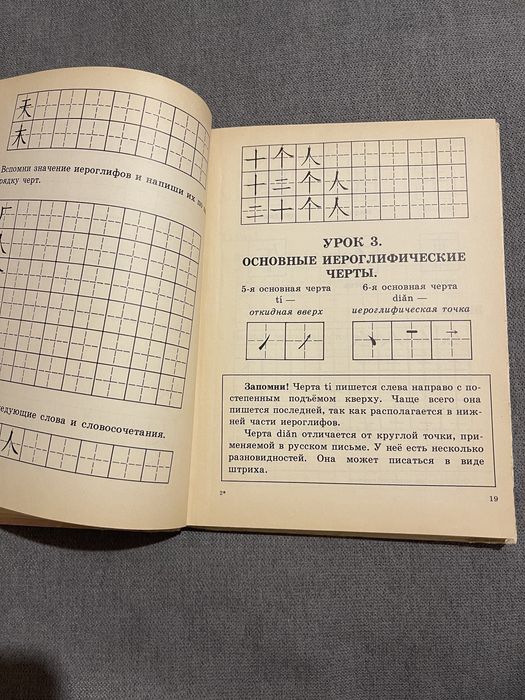 天
Вспомни значение иероглифов и напиши их по
рядку черт.
人
едующие слова и словосочетания.
人
十 个 人
十 二 个 人
二 十 个 人
УРОК 3.
ОСНОВНЫЕ ИЕРОГЛИФИЧЕСКИЕ
ЧЕРТЫ.
5-я основная черта
tí —
откидная вверх
6-я основная черта
diǎn —
иероглифическая точка
Запомни! Черта tí пишется слева направо с по-
степенным подъёмом кверху. Чаще всего она
пишется последней, так как располагается в ниж-
ней части иероглифов.
Черта diǎn отличается от круглой точки, при-
меняемой в русском письме. У неё есть несколько
разновидностей. Она может писаться в виде
штриха.
2*
19